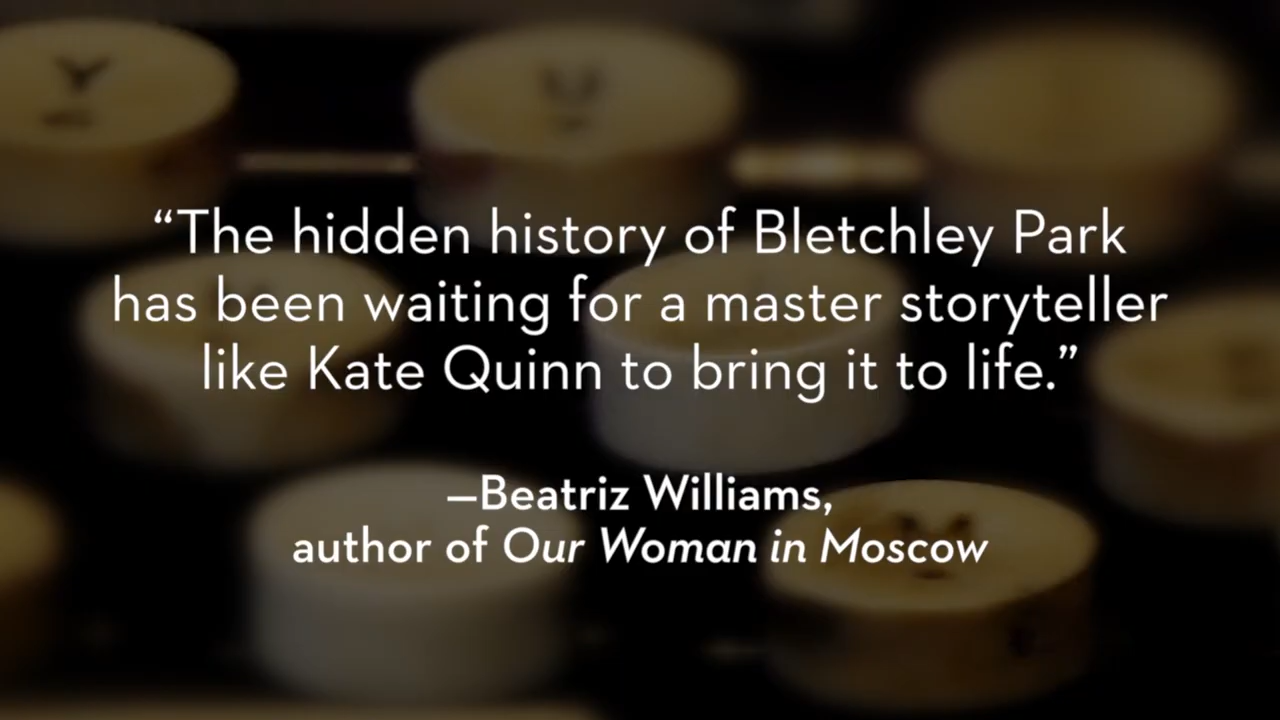 “The hidden history of Bletchley Park
has been waiting for a master storyteller
like Kate Quinn to bring it to life.”
—Beatriz Williams,
author of Our Woman in Moscow